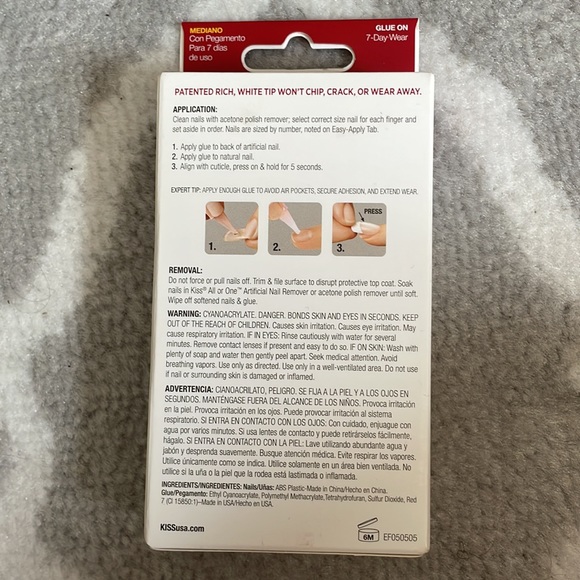 MEDIANO
Con Pegamento
Para 7 días
de uso
GLUE ON
7-Day Wear
PATENTED RICH, WHITE TIP WON'T CHIP, CRACK, OR WEAR AWAY.
APPLICATION:
Clean nails with acetone polish remover; select correct size nail for each finger and
set aside in order. Nails are sized by number, noted on Easy-Apply Tab.
1. Apply glue to back of artificial nail.
2. Apply glue to natural nail.
3. Align with cuticle, press on & hold for 5 seconds.
EXPERT TIP: APPLY ENOUGH GLUE TO AVOID AIR POCKETS, SECURE ADHESION, AND EXTEND WEAR.
PRESS
1.
2.
3.
REMOVAL:
Do not force or pull nails off. Trim & file surface to disrupt protective top coat. Soak
nails in Kiss® All or One™ Artificial Nail Remover or acetone polish remover until soft.
Wipe off softened nails & glue.
WARNING: CYANOACRYLATE. DANGER. BONDS SKIN AND EYES IN SECONDS. KEEP
OUT OF THE REACH OF CHILDREN. Causes skin irritation. Causes eye irritation. May
cause respiratory irritation. IF IN EYES: Rinse cautiously with water for several
minutes. Remove contact lenses if present and easy to do so. IF ON SKIN: Wash with
plenty of soap and water then gently peel apart. Seek medical attention. Avoid
breathing vapors. Use only as directed. Use only in a well-ventilated area. Do not use
if nail or surrounding skin is damaged or inflamed.
ADVERTENCIA: CIANOACRILATO, PELIGRO. SE FIJA A LA PIEL Y A LOS OJOS EN
SEGUNDOS. MANTÉNGASE FUERA DEL ALCANCE DE LOS NIÑOS. Provoca irritación
en la piel. Provoca irritación en los ojos. Puede provocar irritación al sistema
respiratorio. SI ENTRA EN CONTACTO CON LOS OJOS: Con cuidado, enjuague con
agua por varios minutos. Si usa lentes de contacto y puede retirárselos fácilmente,
hágalo. SI ENTRA EN CONTACTO CON LA PIEL: Lave utilizando abundante agua y
jabón y desprenda suavemente. Busque atención médica. Evite respirar los vapores.
Utilice únicamente como se indica. Utilice solamente en un área bien ventilada. No
utilice si la uña o la piel que la rodea está lastimada o inflamada.
INGREDIENTS/INGREDIENTES: Nails/Uñas: ABS Plastic-Made in China/Hecho en China.
Glue/Pegamento: Ethyl Cyanoacrylate, Polymethyl Methacrylate, Tetrahydrofuran, Sulfur Dioxide, Red
7 (CI 15850:1)–Made in USA/Hecho en USA.
KISSusa.com
6M
EF050505